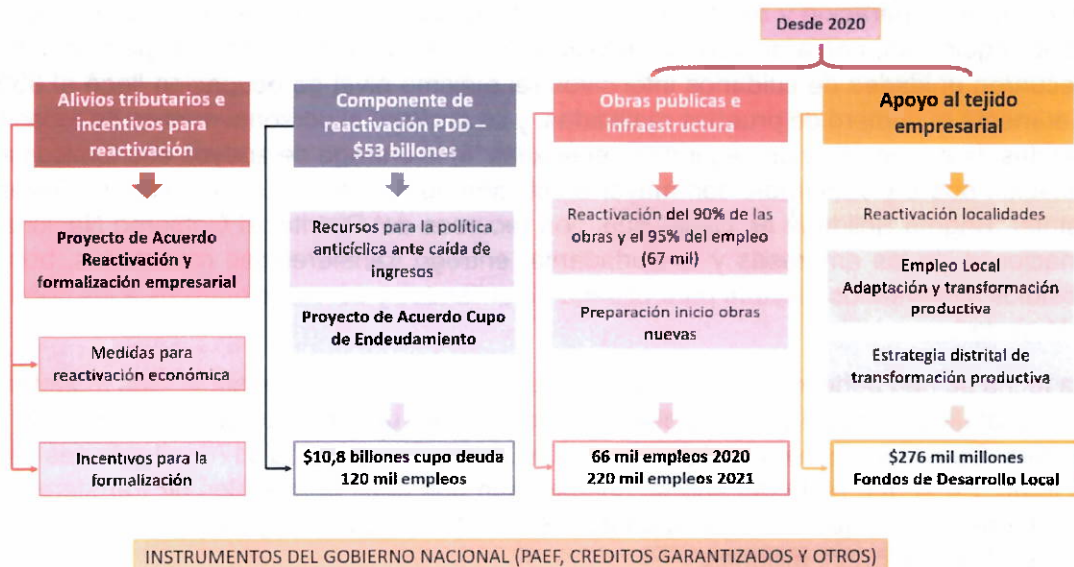 Desde 2020
Alivios tributarios e
incentivos para
reactivación
Proyecto de Acuerdo
Reactivación y
formalización empresarial
Medidas para
reactivación económica
Incentivos para la
formalización
Componente de
reactivación PDD –
$53 billones
Recursos para la política
anticíclica ante caída de
ingresos
Proyecto de Acuerdo Cupo
de Endeudamiento
$10,8 billones cupo deuda
120 mil empleos
Obras públicas e
infraestructura
Reactivación del 90% de las
obras y el 95% del empleo
(67 mil)
Preparación inicio obras
nuevas
66 mil empleos 2020
220 mil empleos 2021
Apoyo al tejido
empresarial
Reactivación localidades
Empleo Local
Adaptación y transformación
productiva
Estrategia distrital de
transformación productiva
$276 mil millones
Fondos de Desarrollo Local
INSTRUMENTOS DEL GOBIERNO NACIONAL (PAEF, CREDITOS GARANTIZADOS Y OTROS)